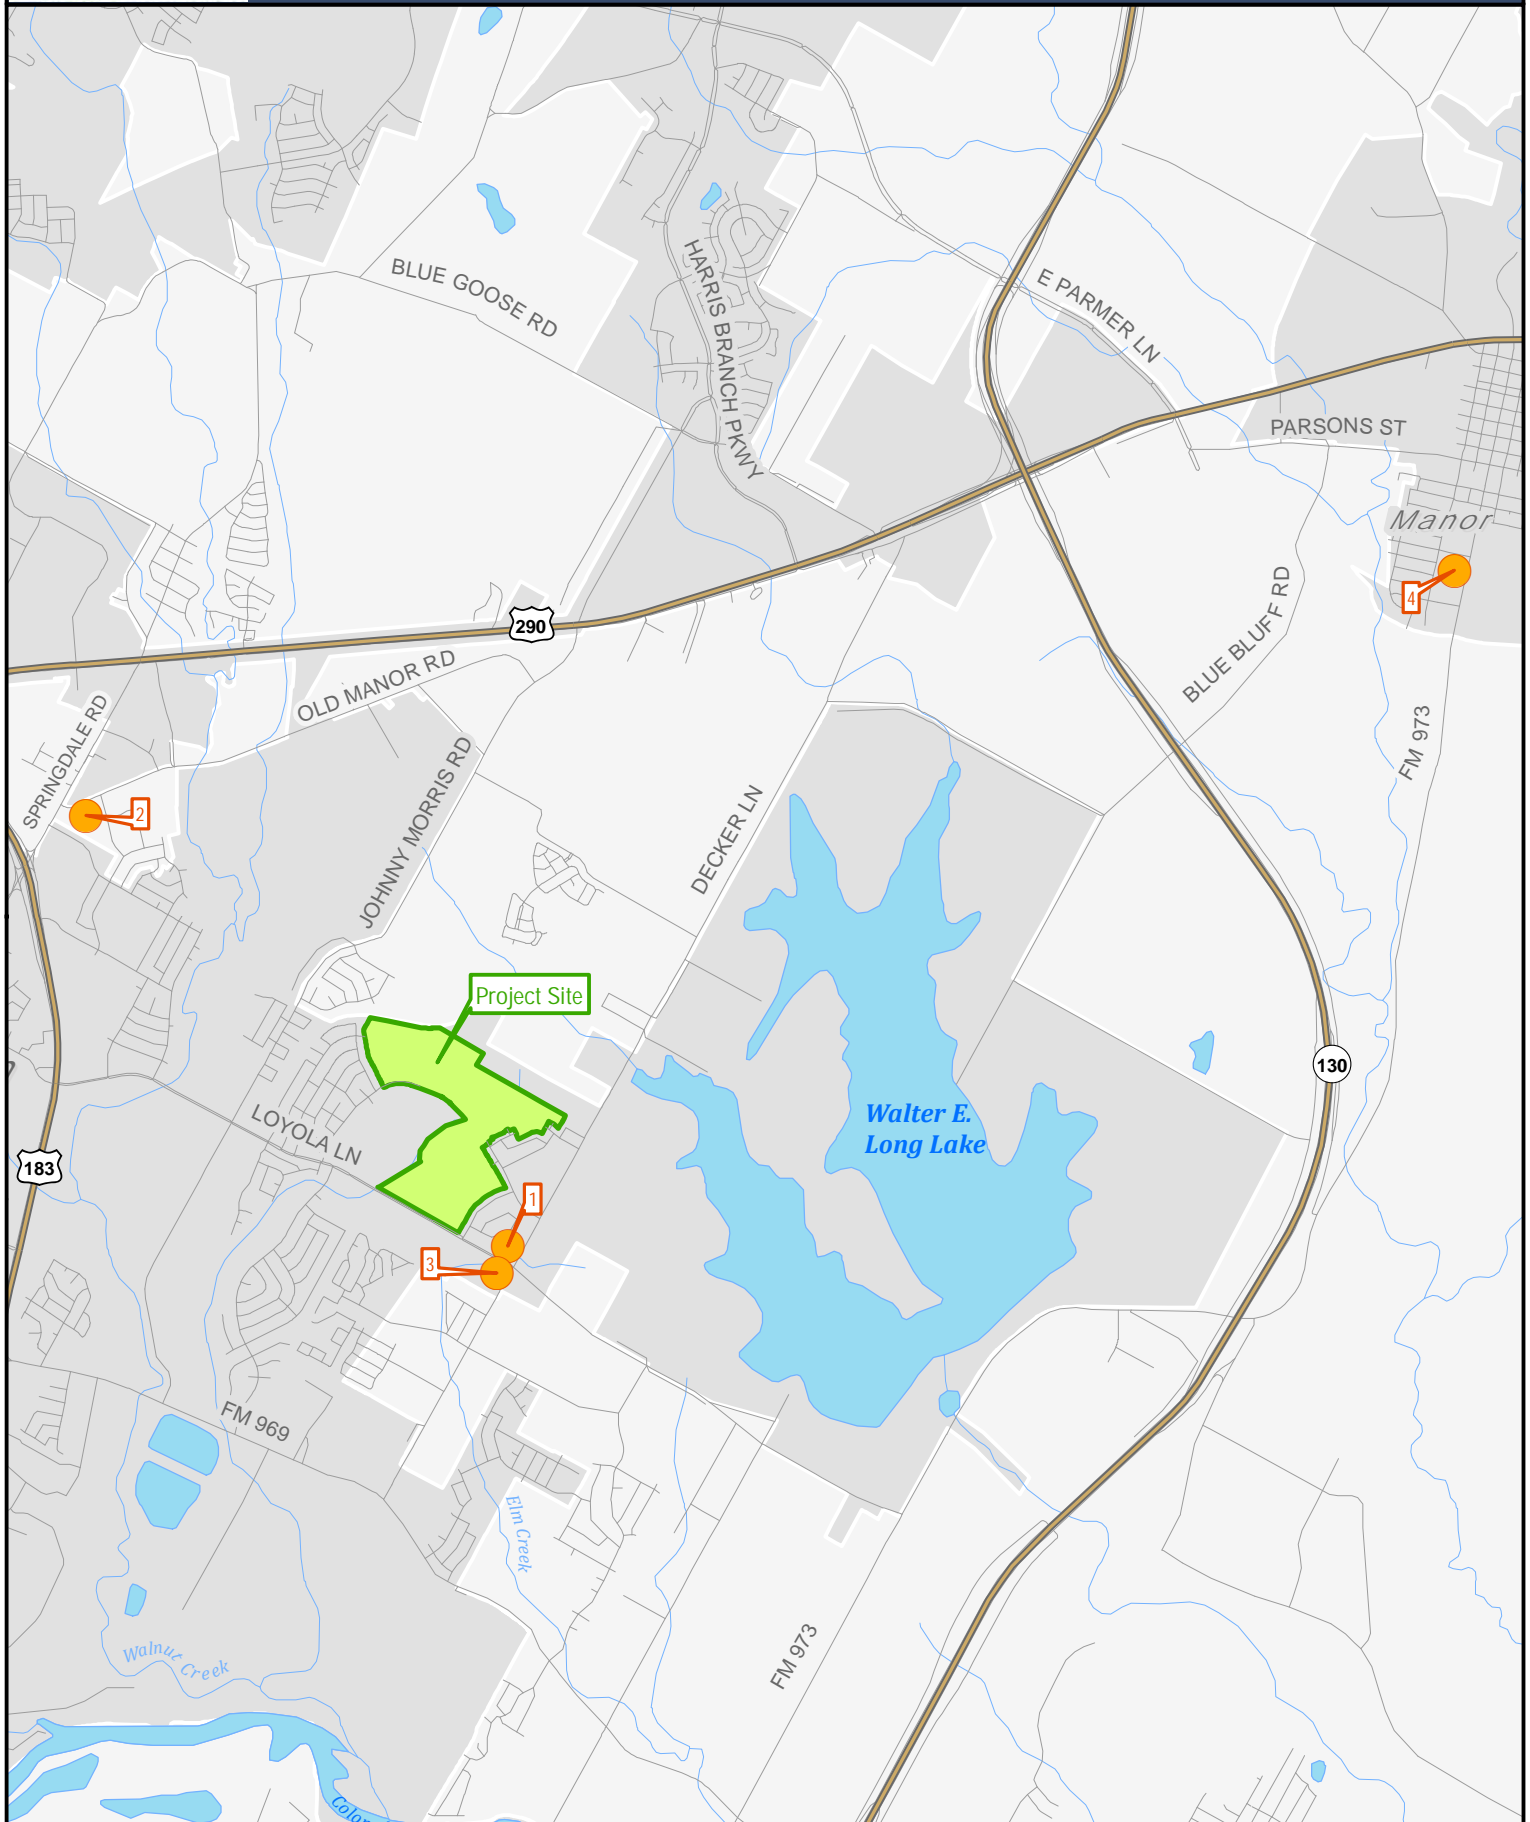 BLUE GOOSE RD
HARRIS BRANCH PKWY
E PARMER LN
PARSONS ST
Manor
290
4
BLUE BLUFF RD
OLD MANOR RD
SPRINGDALE RD
FM 973
2
JOHNNY MORRIS RD
DECKER LN
Project Site
130
Walter E.
Long Lake
LOYOLA LN
183
1
3
FM 969
Elm Creek
Walnut Creek
FM 973